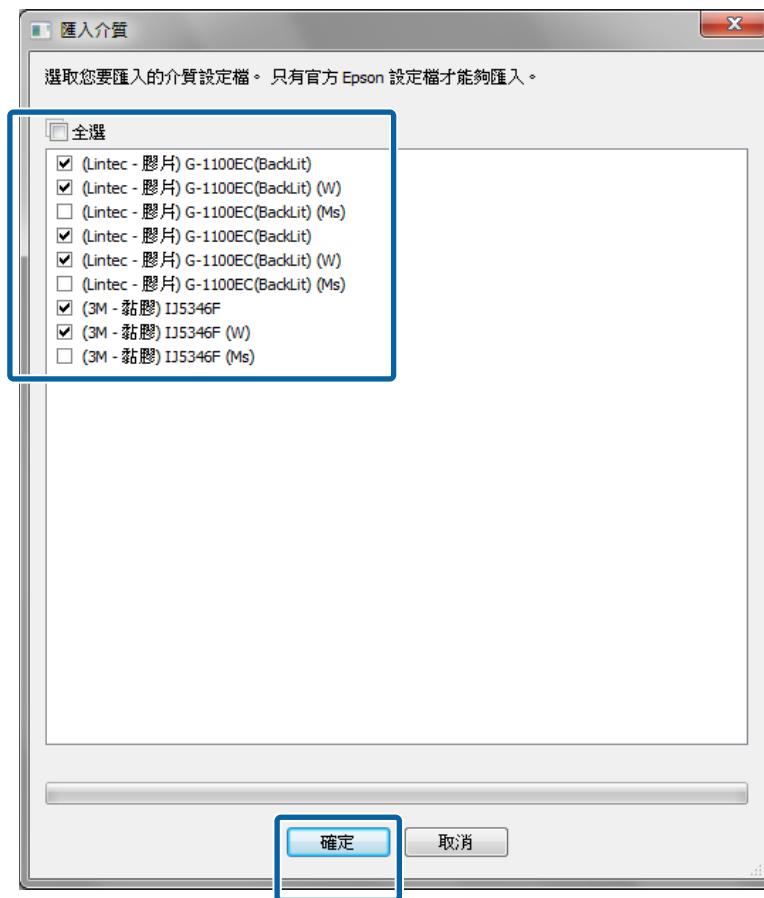 匯入介質
選取您要匯入的介質設定檔。 只有官方 Epson 設定檔才能夠匯入。
全選
(Lintec - 膠片) G-1100EC(BackLit)
(Lintec - 膠片) G-1100EC(BackLit) (W)
(Lintec - 膠片) G-1100EC(BackLit) (Ms)
(Lintec - 膠片) G-1100EC(BackLit)
(Lintec - 膠片) G-1100EC(BackLit) (W)
(Lintec - 膠片) G-1100EC(BackLit) (Ms)
(3M - 黏膠) IJ5346F
(3M - 黏膠) IJ5346F (W)
(3M - 黏膠) IJ5346F (Ms)
確定 取消